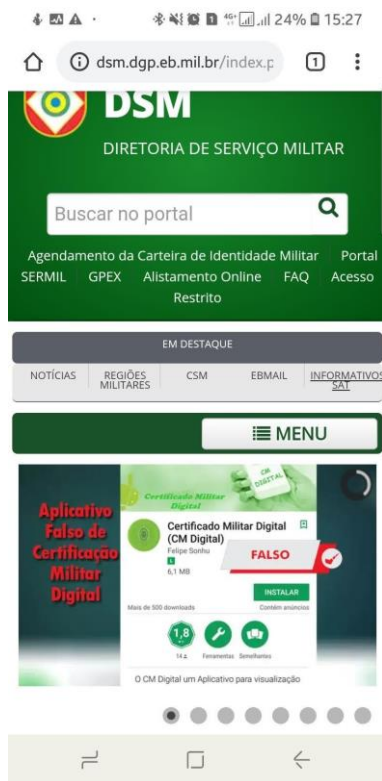 4G+ 24% 15:27
dsm.dgp.eb.mil.br/index.p 1
DSM
DIRETORIA DE SERVIÇO MILITAR
Buscar no portal
Agendamento da Carteira de Identidade Militar Portal
SERMIL GPEX Alistamento Online FAQ Acesso
Restrito
EM DESTAQUE
NOTÍCIAS REGIÕES MILITARES CSM EBMAIL INFORMATIVOS SAT
MENU
Aplicativo
Falso de
Certificação
Militar
Digital
CM
DIGITAL
Certificado Militar
Digital
Certificado Militar Digital
(CM Digital)
Felipe Sonhu
L
6,1 MB
FALSO
INSTALAR
Mais de 500 downloads Contém anúncios
1,8
14 Ferramentas Semelhantes
O CM Digital um Aplicativo para visualização